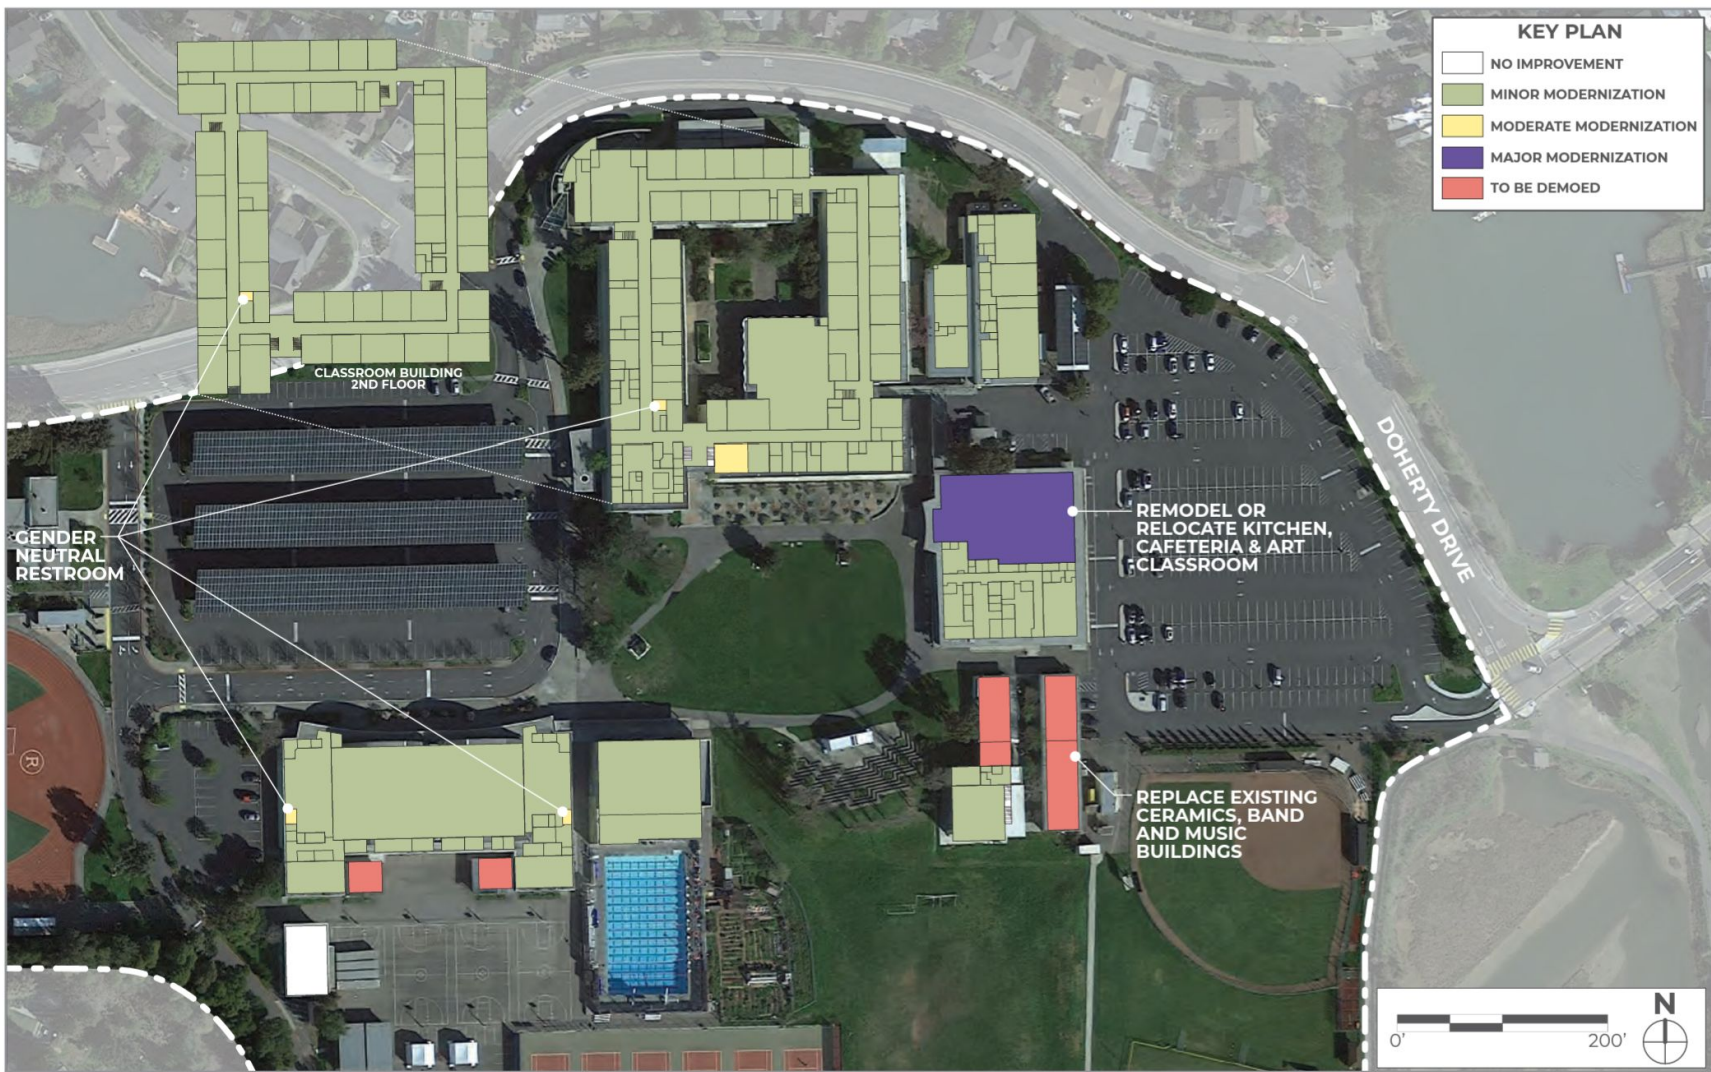 KEY PLAN
NO IMPROVEMENT
MINOR MODERNIZATION
MODERATE MODERNIZATION
MAJOR MODERNIZATION
TO BE DEMOED
CLASSROOM BUILDING
2ND FLOOR
DOHERTY DRIVE
REMODEL OR
RELOCATE KITCHEN,
CAFETERIA & ART
CLASSROOM
GENDER
NEUTRAL
RESTROOM
R
REPLACE EXISTING
CERAMICS, BAND
AND MUSIC
BUILDINGS
N
0'
200'